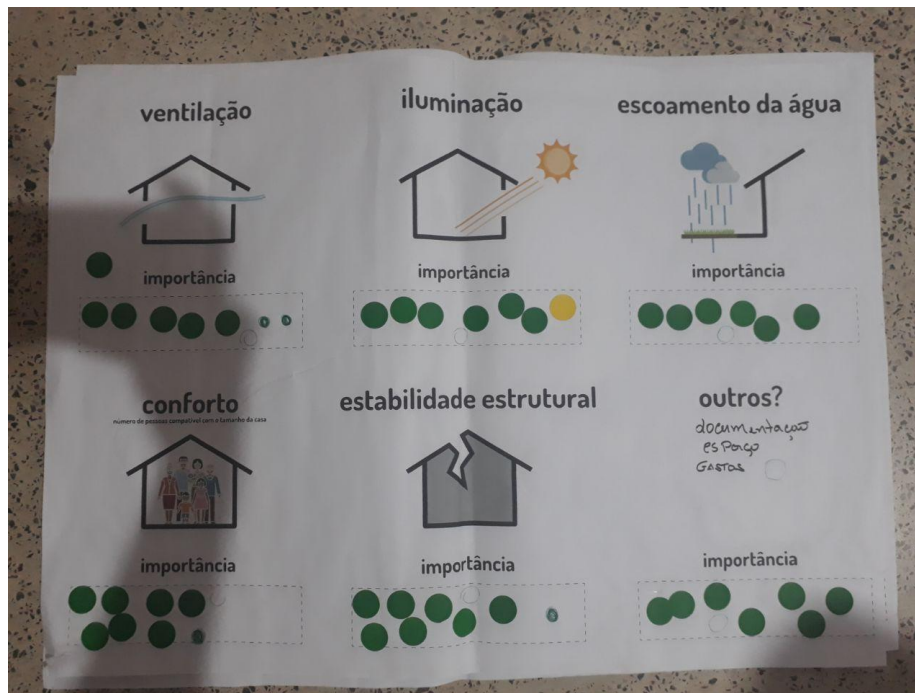 ventilação
iluminação
escoamento da água
importância
importância
importância
conforto
número de pessoas compatível com o tamanho da casa
estabilidade estrutural
outros?
documentação
esPaço
GASTOS
importância
importância
importância